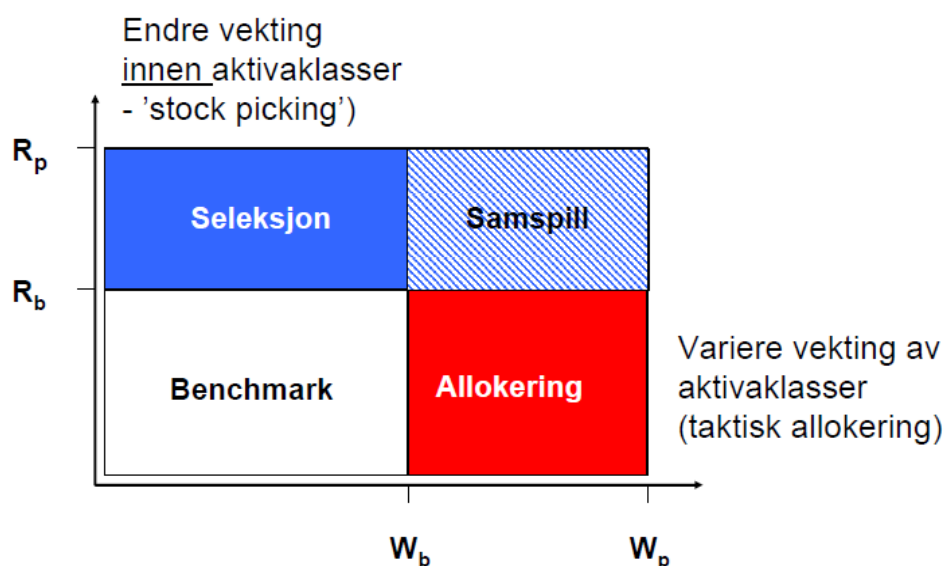 Endre vekting
innen aktivaklasser
- ’stock picking’)
Rp
Seleksjon
Samspill
Rb
Benchmark
Allokering
Variere vekting av
aktivaklasser
(taktisk allokering)
Wb
Wp